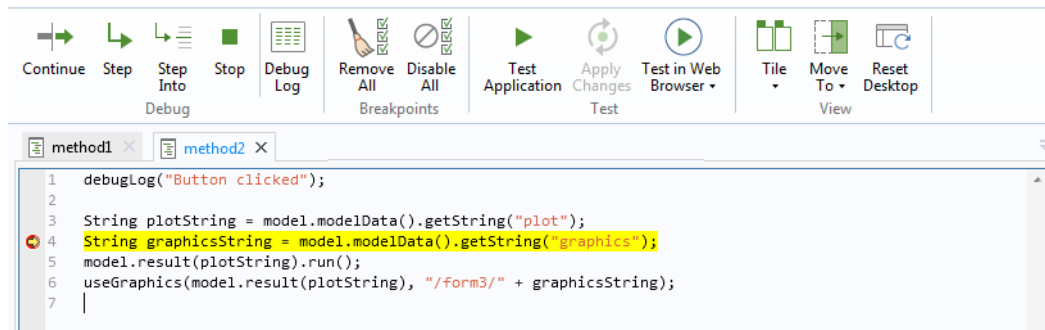 Continue Step Step Into Stop Debug Log Remove All Disable All Test Application Apply Changes Test in Web Browser Tile Move To Reset Desktop
Debug Breakpoints Test View
method1 method2
1 debugLog("Button clicked");
2
3 String plotString = model.modelData().getString("plot");
4 String graphicsString = model.modelData().getString("graphics");
5 model.result(plotString).run();
6 useGraphics(model.result(plotString), "/form3/" + graphicsString);
7